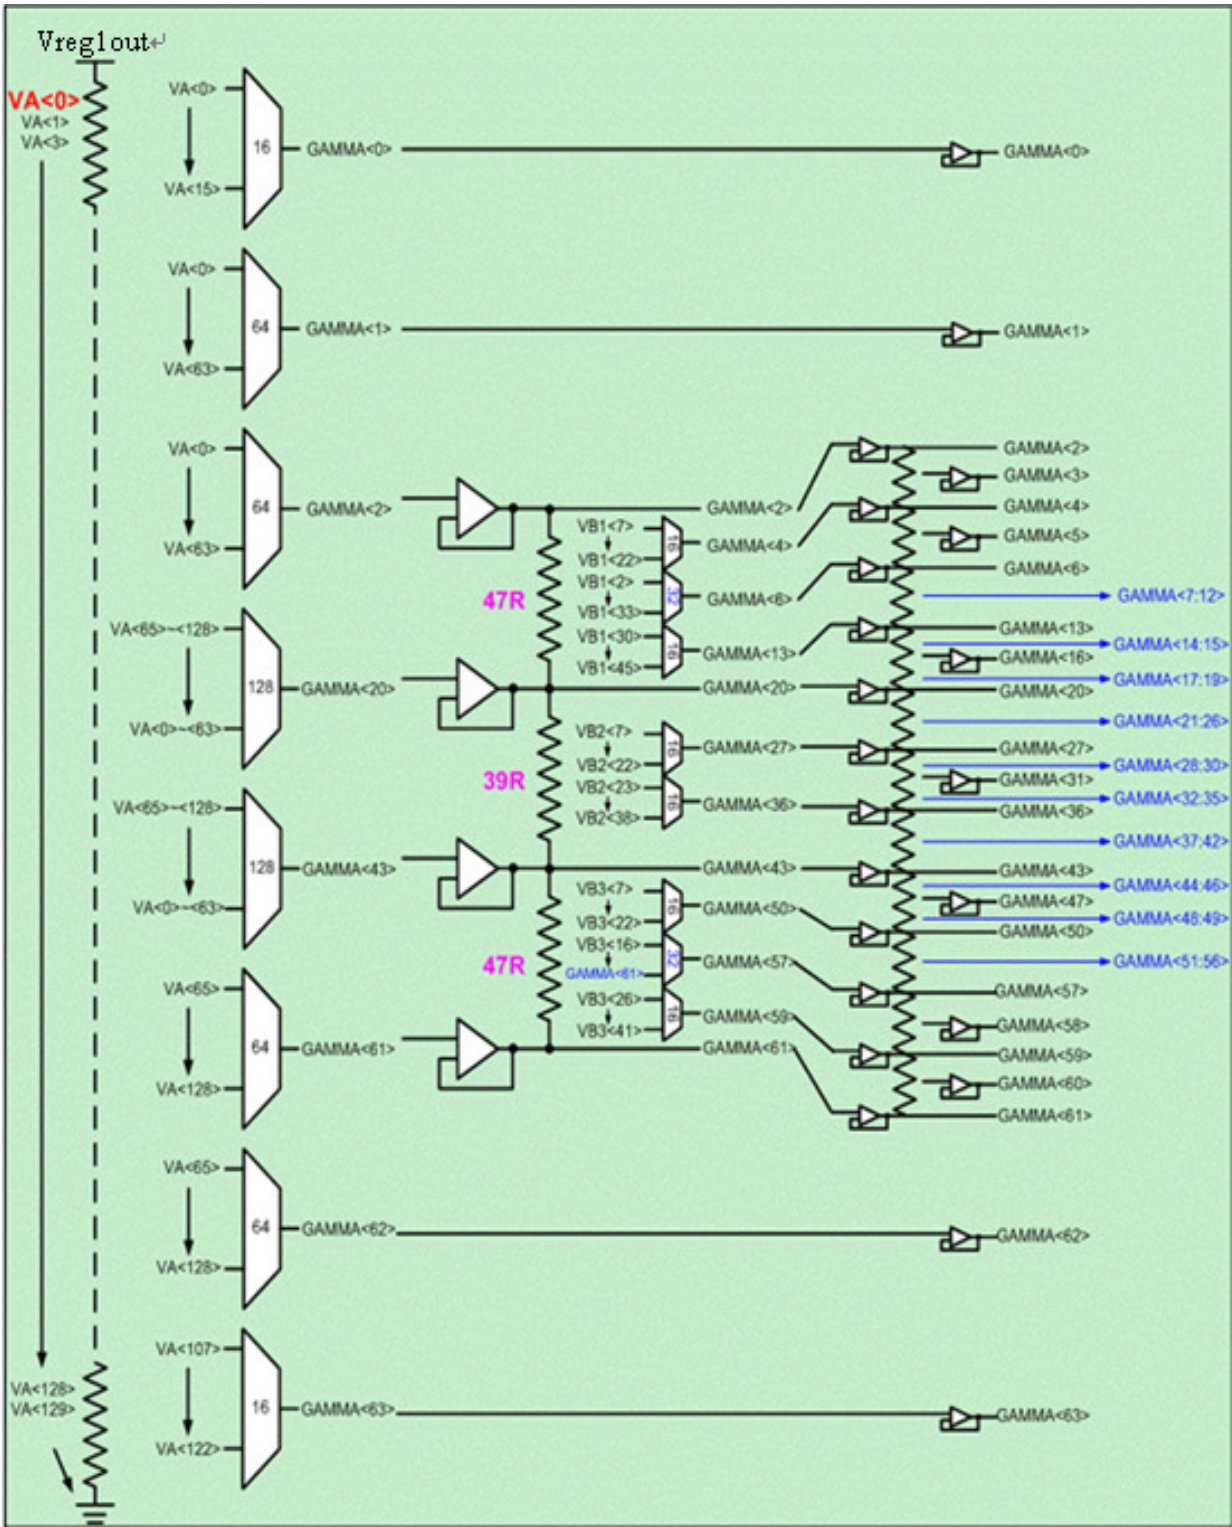 Vreg1out↵
VA<0>
VA<1>
VA<3>
VA<128>
VA<129>
VA<0>
VA<15>
16
GAMMA<0>
GAMMA<0>
VA<0>
VA<63>
64
GAMMA<1>
GAMMA<1>
VA<0>
VA<63>
64
GAMMA<2>
VA<65>~<128>
VA<0>~<63>
128
GAMMA<20>
VA<65>~<128>
VA<0>~<63>
128
GAMMA<43>
VA<65>
VA<128>
64
GAMMA<61>
VA<65>
VA<128>
64
GAMMA<62>
GAMMA<62>
VA<107>
VA<122>
16
GAMMA<63>
GAMMA<63>
47R
39R
47R
VB1<7>
VB1<22>
16
VB1<2>
VB1<33>
32
VB1<30>
VB1<45>
16
VB2<7>
VB2<22>
16
VB2<23>
VB2<38>
16
VB3<7>
VB3<22>
16
VB3<16>
GAMMA<61>
32
VB3<26>
VB3<41>
16
GAMMA<2>
GAMMA<4>
GAMMA<6>
GAMMA<13>
GAMMA<20>
GAMMA<27>
GAMMA<36>
GAMMA<43>
GAMMA<50>
GAMMA<57>
GAMMA<59>
GAMMA<61>
GAMMA<2>
GAMMA<3>
GAMMA<4>
GAMMA<5>
GAMMA<6>
GAMMA<7:12>
GAMMA<13>
GAMMA<14:15>
GAMMA<16>
GAMMA<17:19>
GAMMA<20>
GAMMA<21:26>
GAMMA<27>
GAMMA<28:30>
GAMMA<31>
GAMMA<32:35>
GAMMA<36>
GAMMA<37:42>
GAMMA<43>
GAMMA<44:46>
GAMMA<47>
GAMMA<48:49>
GAMMA<50>
GAMMA<51:56>
GAMMA<57>
GAMMA<58>
GAMMA<59>
GAMMA<60>
GAMMA<61>